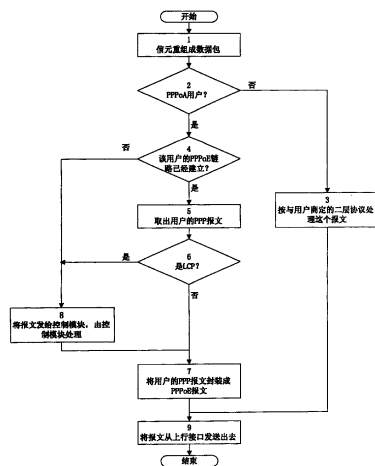 开始
1
信元重组成数据包
2
PPPoA用户?
否
是
4
该用户的PPPoE链
路已经建立?
否
是
3
按与用户商定的二层协议处
理这个报文
5
取出用户的PPP报文
6
是LCP?
是
否
8
将报文发给控制模块，由控
制模块处理
7
将用户的PPP报文封装成
PPPoE报文
9
将报文从上行接口发送出去
结束